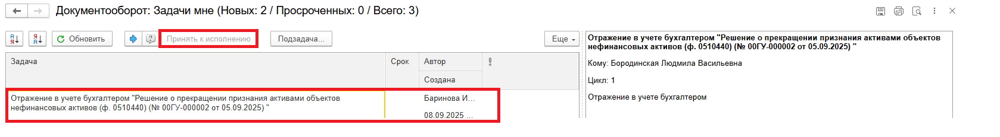 Документооборот: Задачи мне (Новых: 2 / Просроченных: 0 / Всего: 3)
Обновить
Принять к исполнению
Подзадача...
Еще
Задача
Срок
Автор
Создана
Отражение в учете бухгалтером "Решение о прекращении признания активами объектов
нефинансовых активов (ф. 0510440) (№ 00ГУ-000002 от 05.09.2025) "
Баринова И...
08.09.2025 ...
Отражение в учете бухгалтером "Решение о прекращении признания активами объектов
нефинансовых активов (ф. 0510440) (№ 00ГУ-000002 от 05.09.2025) "
Кому: Бородинская Людмила Васильевна
Цикл: 1
Отражение в учете бухгалтером